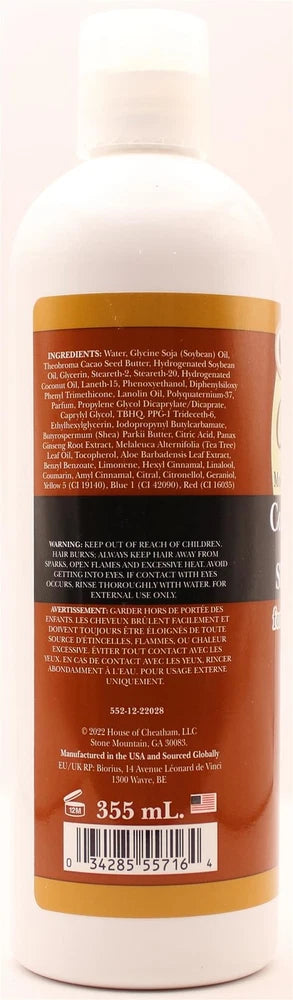 INGREDIENTS: Water, Glycine Soja (Soybean) Oil,
Theobroma Cacao Seed Butter, Hydrogenated Soybean
Oil, Glycerin, Steareth-2, Steareth-20, Hydrogenated
Coconut Oil, Laneth-15, Phenoxyethanol, Diphenylsiloxy
Phenyl Trimethicone, Lanolin Oil, Polyquaternium-37,
Parfum, Propylene Glycol Dicaprylate/ Dicaprate,
Caprylyl Glycol, TBHQ, PPG-1 Trideceth-6,
Ethylhexylglycerin, Iodopropynyl Butylcarbamate,
Butyrospermum (Shea) Parkii Butter, Citric Acid, Panax
Ginseng Root Extract, Melaleuca Alternifolia (Tea Tree)
Leaf Oil, Tocopherol, Aloe Barbadensis Leaf Extract,
Benzyl Benzoate, Limonene, Hexyl Cinnamal, Linalool,
Coumarin, Amyl Cinnamal, Citral, Citronellol, Geraniol,
Yellow 5 (CI 19140), Blue 1 (CI 42090), Red (CI 16035)
WARNING: KEEP OUT OF REACH OF CHILDREN.
HAIR BURNS; ALWAYS KEEP HAIR AWAY FROM
SPARKS, OPEN FLAMES AND EXCESSIVE HEAT. AVOID
GETTING INTO EYES. IF CONTACT WITH EYES
OCCURS, RINSE THOROUGHLY WITH WATER. FOR
EXTERNAL USE ONLY.
AVERTISSEMENT: GARDER HORS DE PORTÉE DES
ENFANTS. LES CHEVEUX BRÛLENT FACILEMENT ET
DOIVENT TOUJOURS ÊTRE ÉLOIGNÉS DE TOUTE
SOURCE D'ÉTINCELLES, FLAMMES, OU CHALEUR
EXCESSIVE. ÉVITER TOUT CONTACT AVEC LES
YEUX. EN CAS DE CONTACT AVEC LES YEUX, RINCER
ABONDAMMENT À L'EAU. POUR USAGE EXTERNE
UNIQUEMENT.
552-12-22028
© 2022 House of Cheatham, LLC
Stone Mountain, GA 30083.
Manufactured in the USA and Sourced Globally
EU/UK RP: Biorius, 14 Avenue Léonard de Vinci
1300 Wavre, BE
12M 355 mL.
0 34285 55716 4